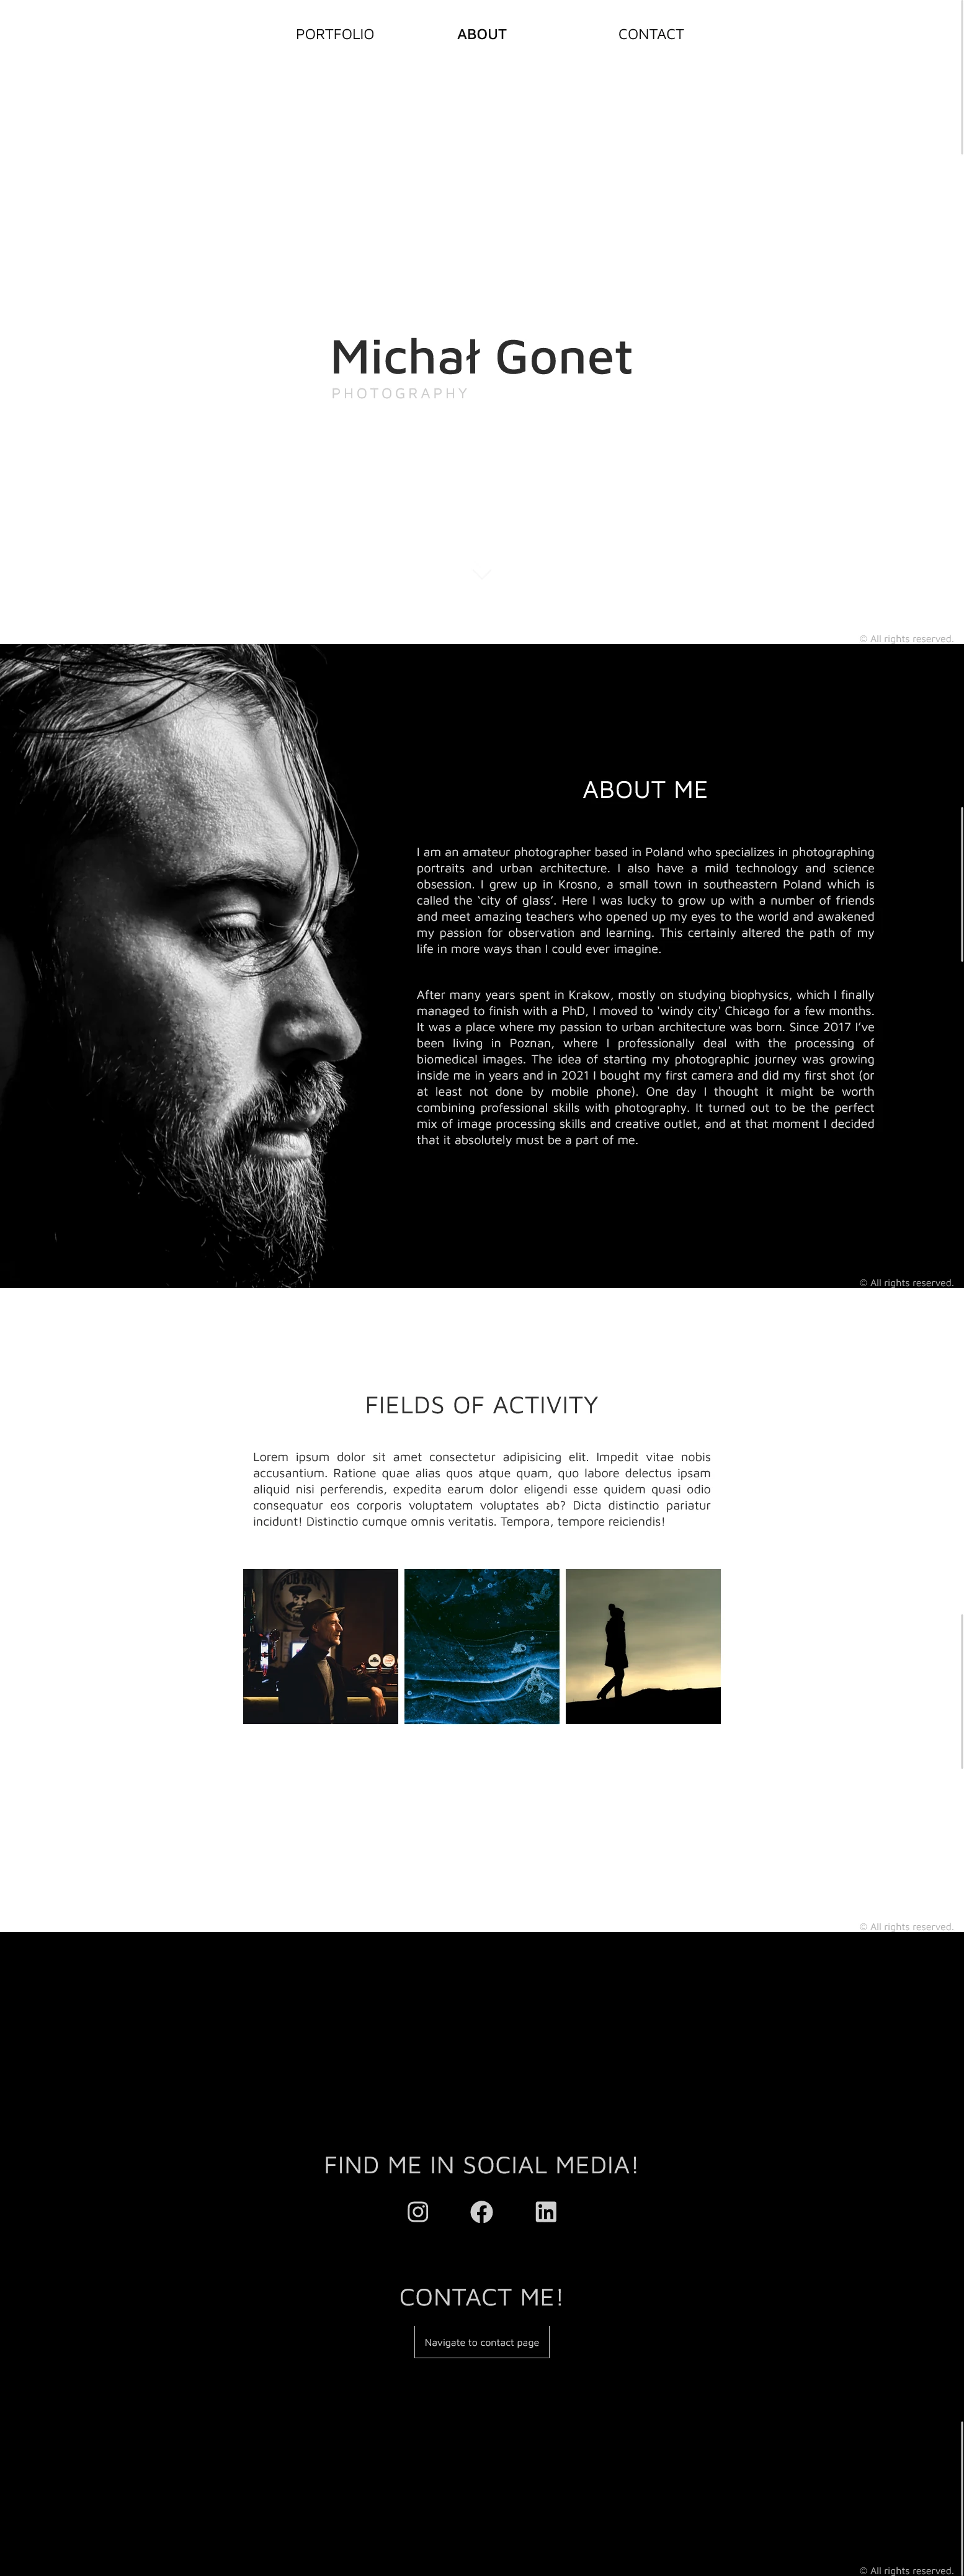 PORTFOLIO ABOUT CONTACT
Michał Gonet
PHOTOGRAPHY
© All rights reserved.
ABOUT ME
I am an amateur photographer based in Poland who specializes in photographing
portraits and urban architecture. I also have a mild technology and science
obsession. I grew up in Krosno, a small town in southeastern Poland which is
called the ‘city of glass’. Here I was lucky to grow up with a number of friends
and meet amazing teachers who opened up my eyes to the world and awakened
my passion for observation and learning. This certainly altered the path of my
life in more ways than I could ever imagine.
After many years spent in Krakow, mostly on studying biophysics, which I finally
managed to finish with a PhD, I moved to 'windy city' Chicago for a few months.
It was a place where my passion to urban architecture was born. Since 2017 I’ve
been living in Poznan, where I professionally deal with the processing of
biomedical images. The idea of starting my photographic journey was growing
inside me in years and in 2021 I bought my first camera and did my first shot (or
at least not done by mobile phone). One day I thought it might be worth
combining professional skills with photography. It turned out to be the perfect
mix of image processing skills and creative outlet, and at that moment I decided
that it absolutely must be a part of me.
© All rights reserved.
FIELDS OF ACTIVITY
Lorem ipsum dolor sit amet consectetur adipisicing elit. Impedit vitae nobis
accusantium. Ratione quae alias quos atque quam, quo labore delectus ipsam
aliquid nisi perferendis, expedita earum dolor eligendi esse quidem quasi odio
consequatur eos corporis voluptatem voluptates ab? Dicta distinctio pariatur
incidunt! Distinctio cumque omnis veritatis. Tempora, tempore reiciendis!
© All rights reserved.
FIND ME IN SOCIAL MEDIA!
CONTACT ME!
Navigate to contact page
© All rights reserved.